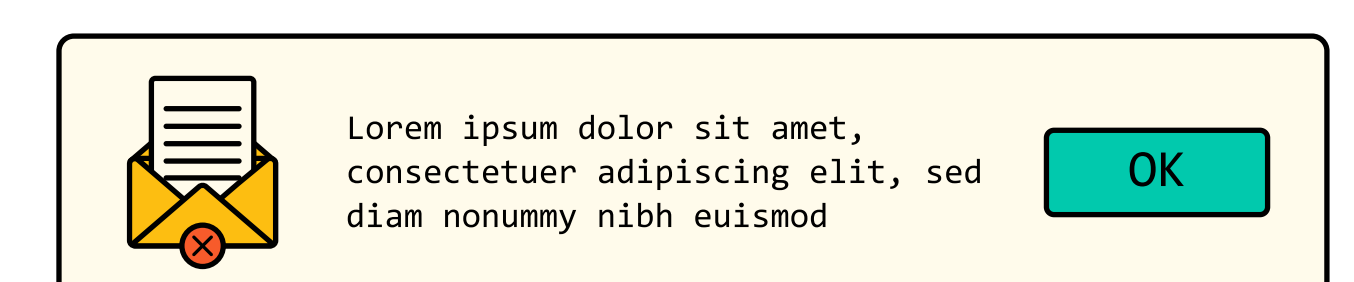 Lorem ipsum dolor sit amet,
consectetuer adipiscing elit, sed
diam nonummy nibh euismod
OK